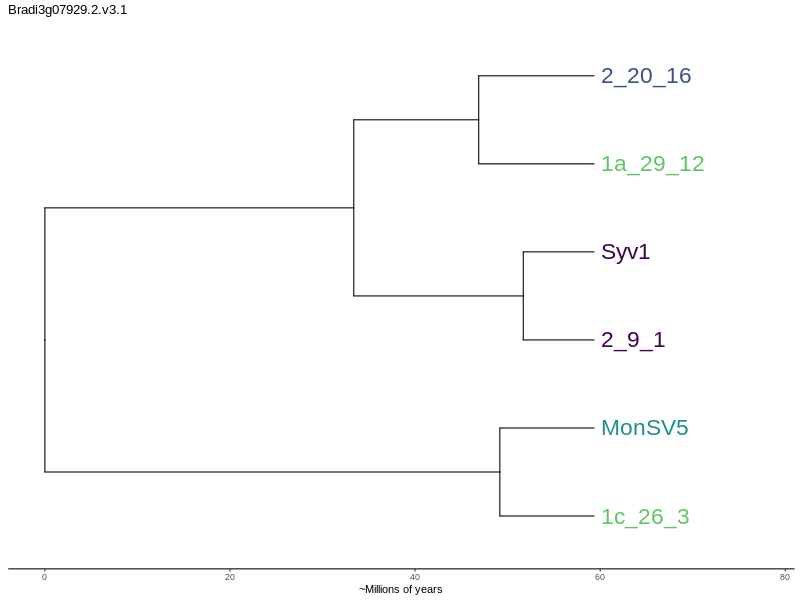 Bradi3g07929.2.v3.1
2_20_16
1a_29_12
Syv1
2_9_1
MonSV5
1c_26_3
0 20 40 60 80
~Millions of years